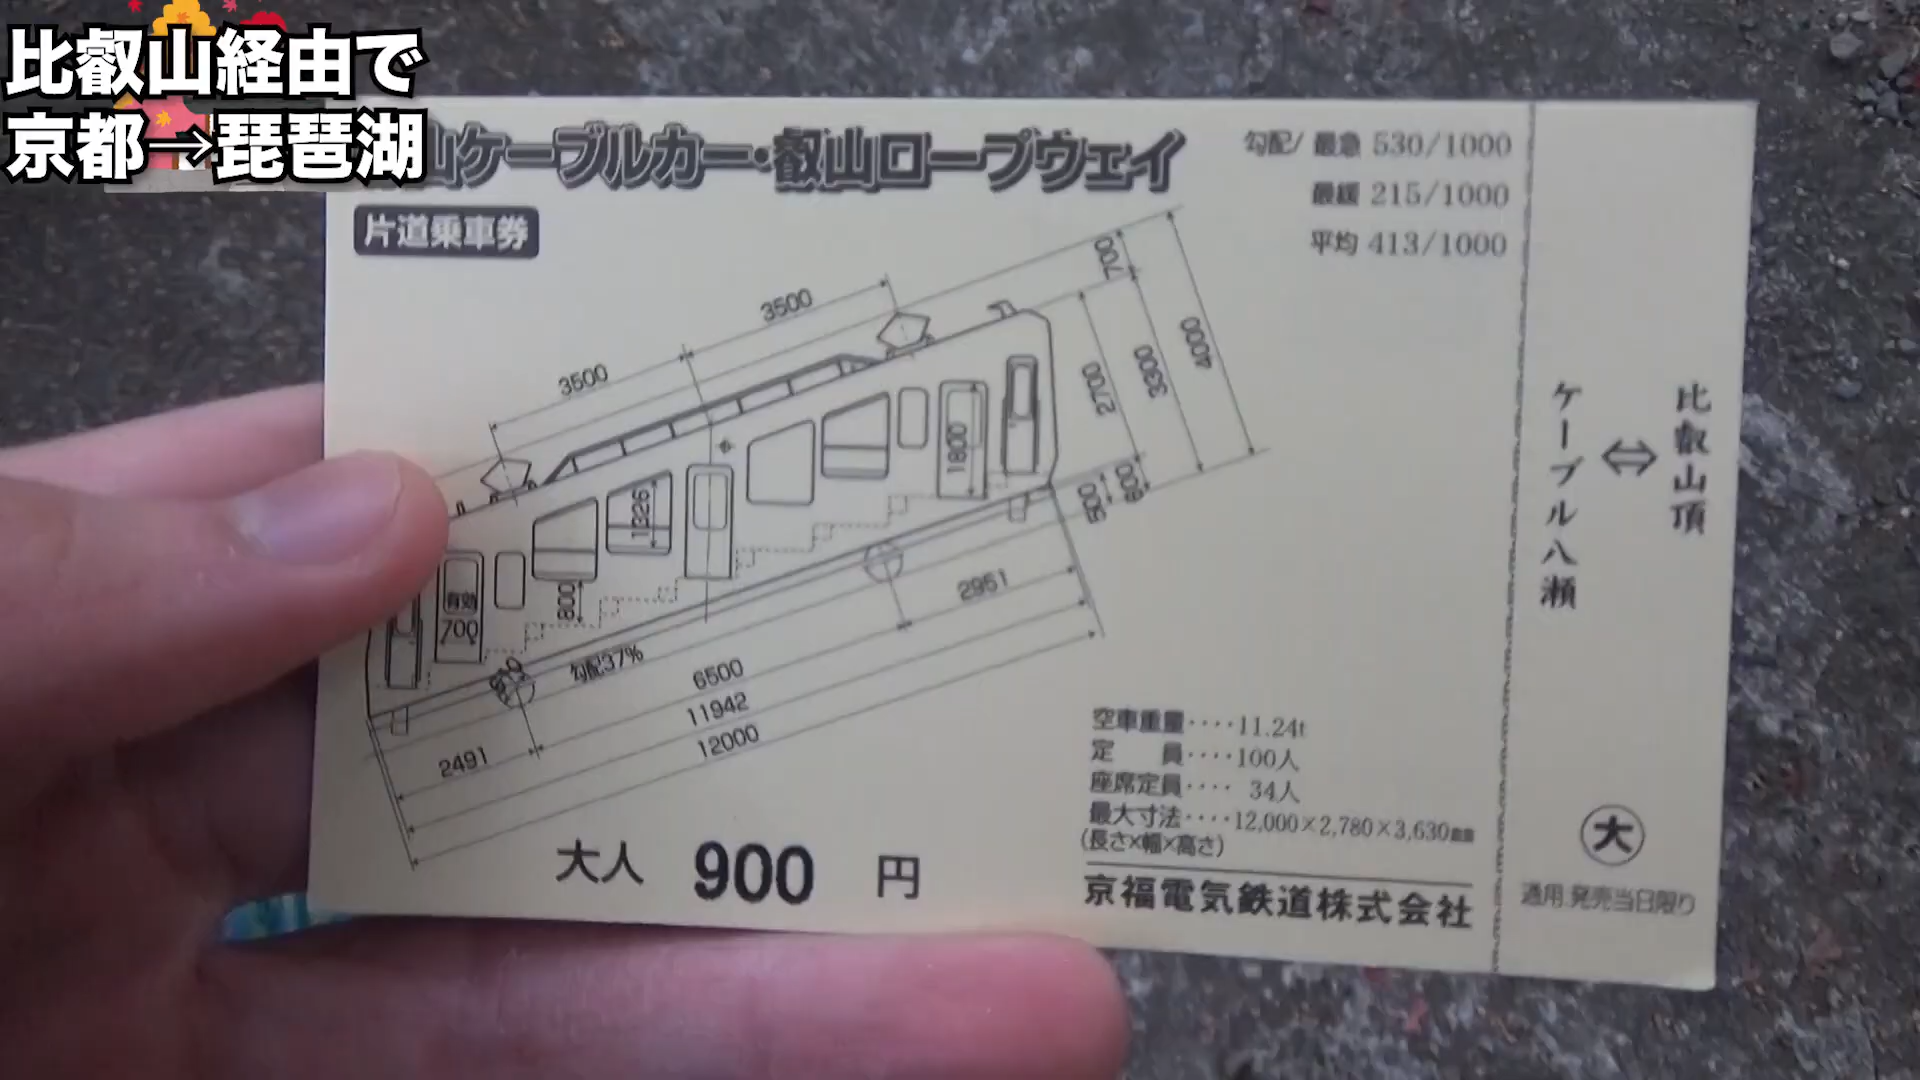 比叡山経由で
京都→琵琶湖
山ケーブルカー・叡山ロープウェイ
片道乗車券
勾配/最急 530/1000
最緩 215/1000
平均 413/1000
3500
3500
700
4000
3300
2700
1800
1326
800
有効
700
500
600
勾配37%
2951
6500
11942
12000
2491
空車重量････11.24t
定　員････100人
座席定員････ 34人
最大寸法････12,000×2,780×3,630mm
(長さ×幅×高さ)
大人 900 円
京福電気鉄道株式会社
比叡山頂
⇔
ケーブル八瀬
大
通用 発売当日限り